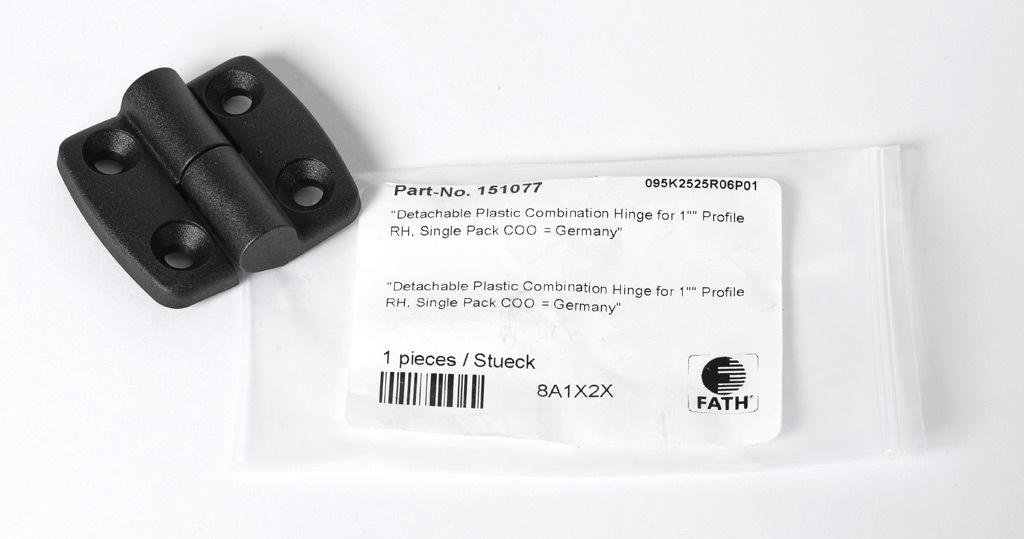 Part-No. 151077 095K2525R06P01
"Detachable Plastic Combination Hinge for 1"" Profile
RH, Single Pack COO = Germany"
"Detachable Plastic Combination Hinge for 1"" Profile
RH, Single Pack COO = Germany"
1 pieces / Stueck
8A1X2X
FATH